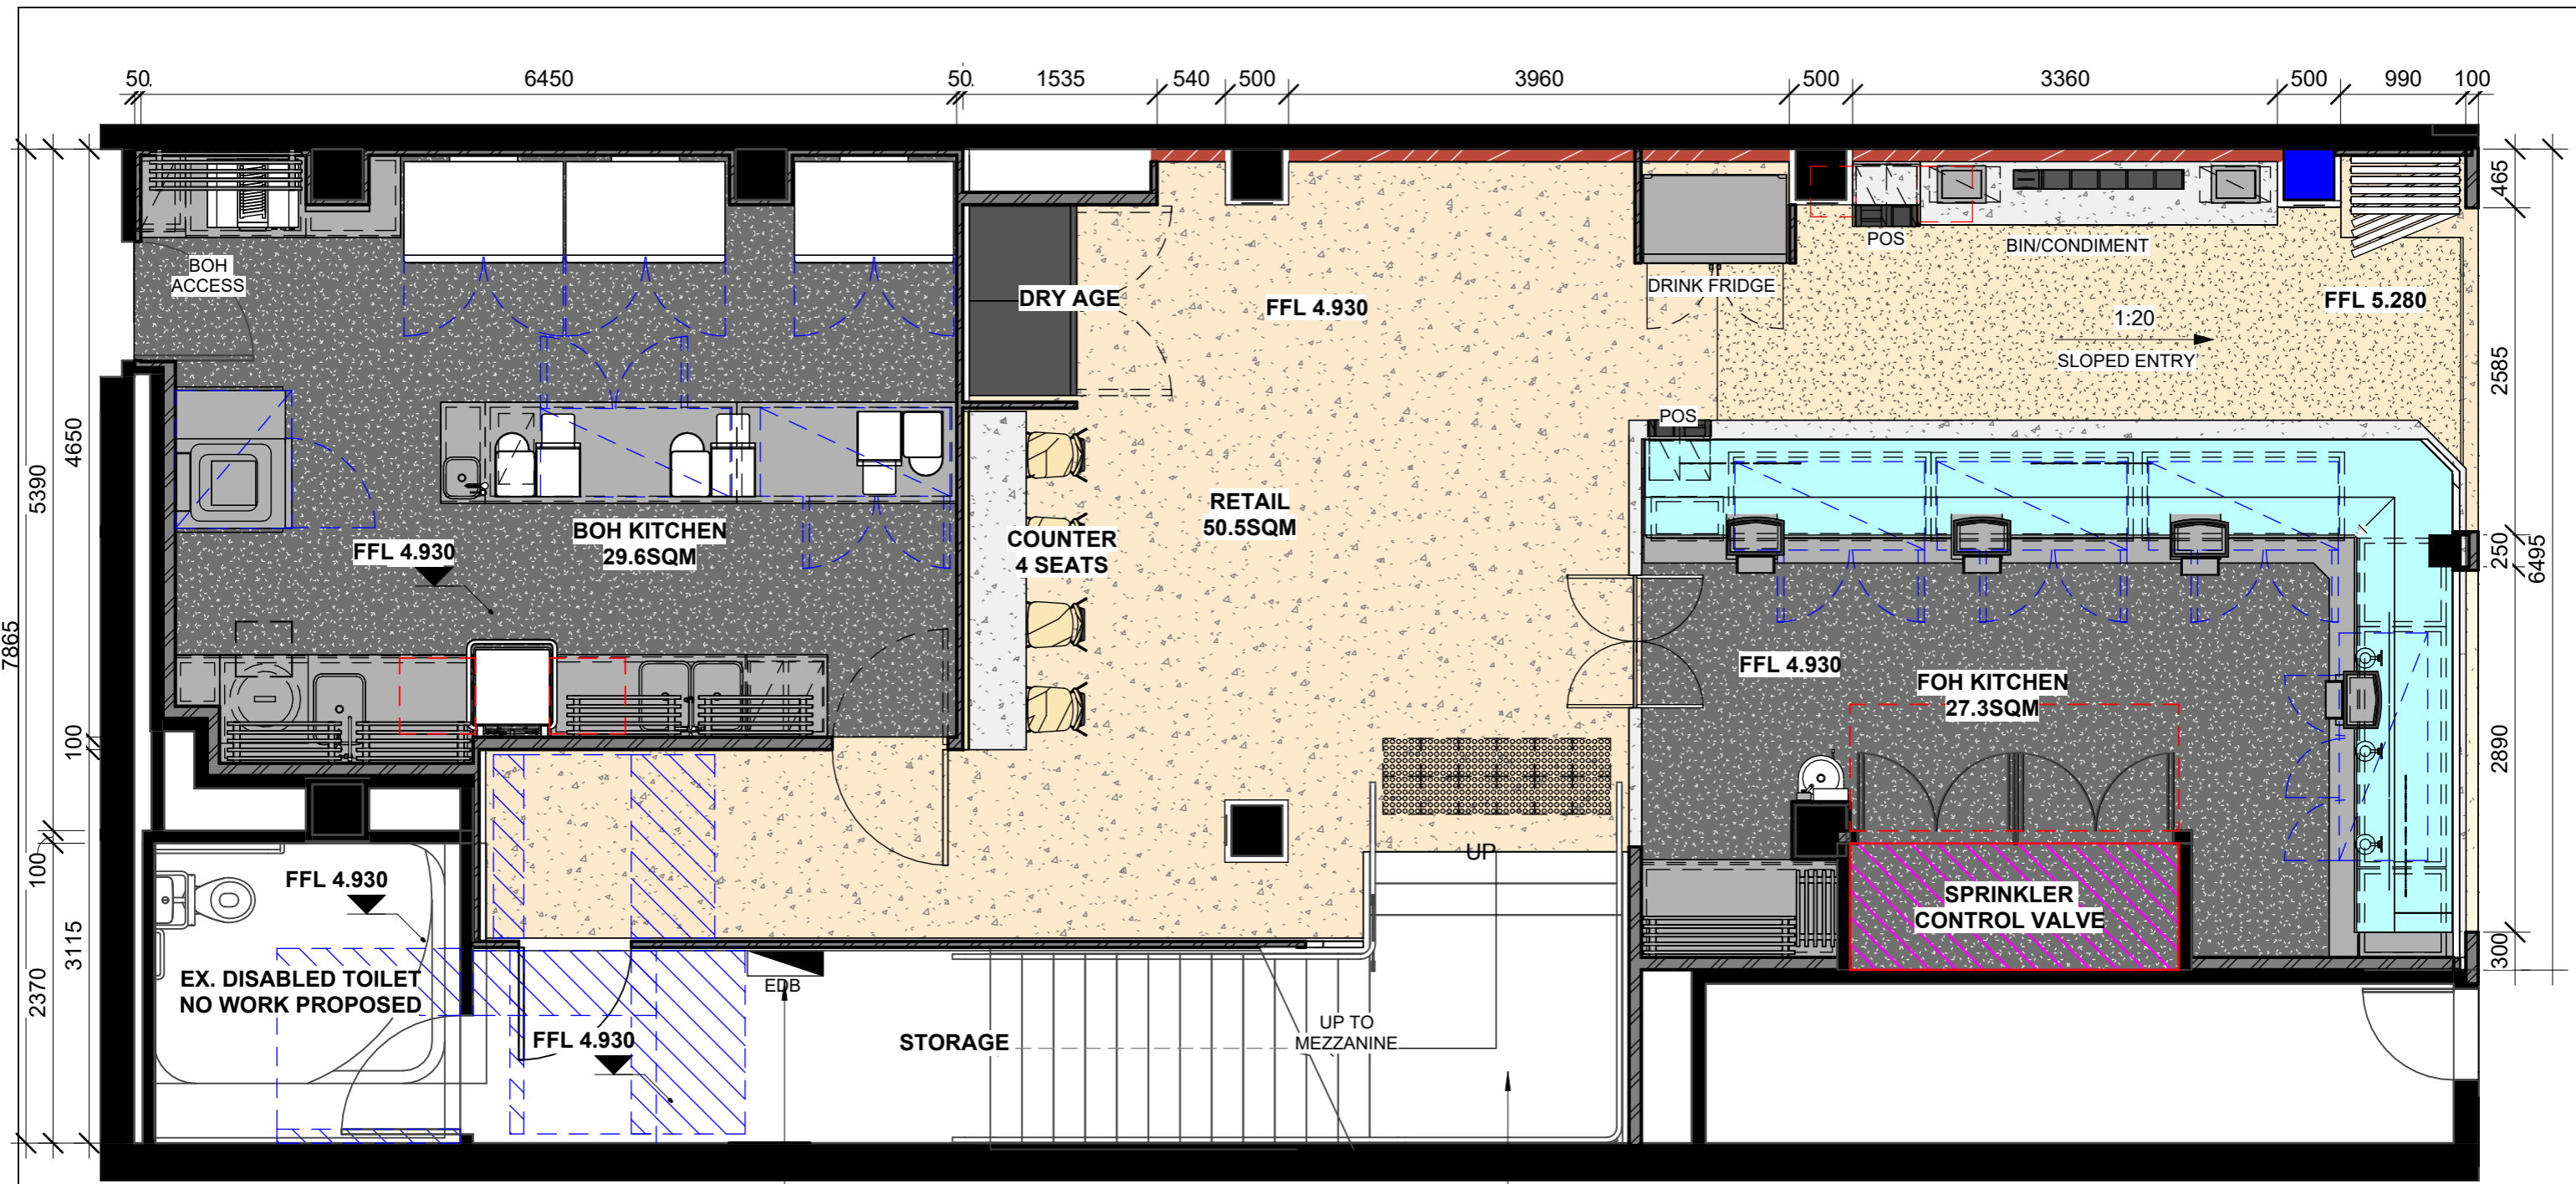 50.
6450
50.
1535
540
500
3960
500
3360
500
990
100
BOH
ACCESS
DRY AGE
FFL 4.930
DRINK FRIDGE
POS
BIN/CONDIMENT
FFL 5.280
1:20
SLOPED ENTRY
POS
465
2585
250
6495
2890
300
4650
5390
7865
100
100
3115
2370
FFL 4.930
BOH KITCHEN
29.6SQM
COUNTER
4 SEATS
RETAIL
50.5SQM
FFL 4.930
FOH KITCHEN
27.3SQM
UP
SPRINKLER
CONTROL VALVE
FFL 4.930
EX. DISABLED TOILET
NO WORK PROPOSED
EDB
FFL 4.930
STORAGE
UP TO
MEZZANINE